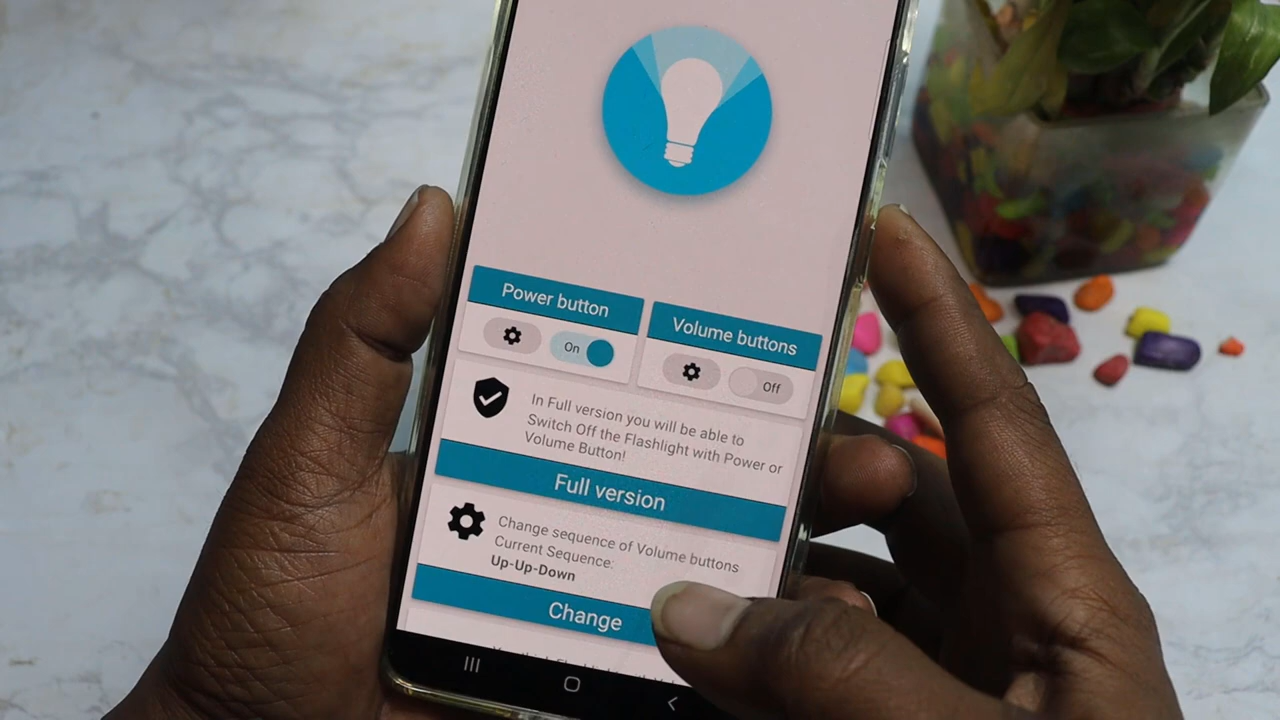 Power button
On
Volume buttons
Off
In Full version you will be able to
Switch Off the Flashlight with Power or
Volume Button!
Full version
Change sequence of Volume buttons
Current Sequence:
Up-Up-Down
Change